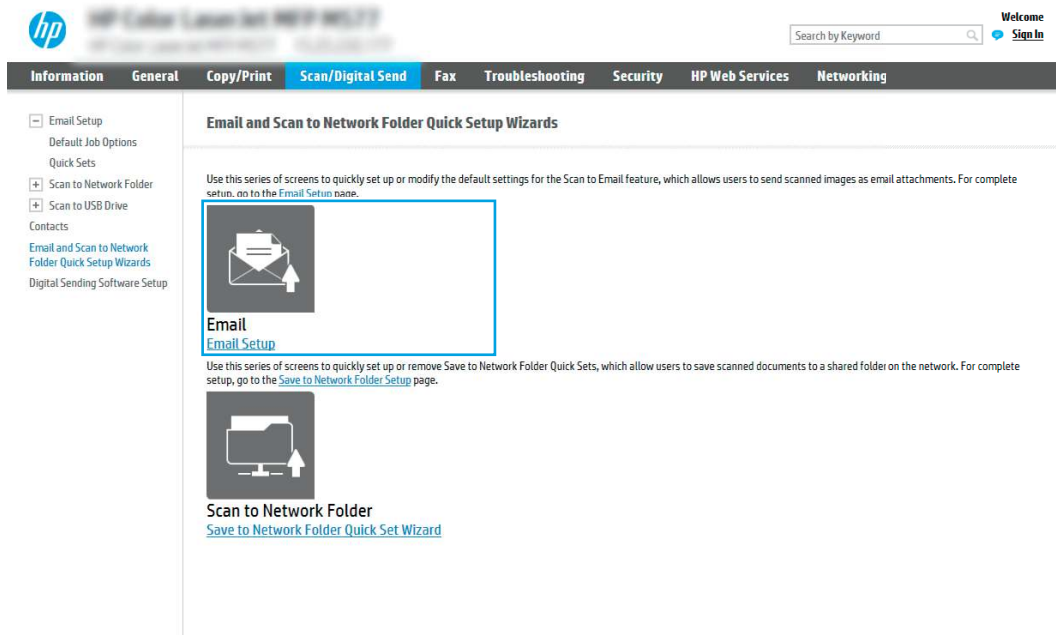 hp
Welcome
Search by Keyword
Sign In
Information General Copy/Print Scan/Digital Send Fax Troubleshooting Security HP Web Services Networking
Email Setup
Default Job Options
Quick Sets
Scan to Network Folder
Scan to USB Drive
Contacts
Email and Scan to Network
Folder Quick Setup Wizards
Digital Sending Software Setup
Email and Scan to Network Folder Quick Setup Wizards
Use this series of screens to quickly set up or modify the default settings for the Scan to Email feature, which allows users to send scanned images as email attachments. For complete
setup, go to the Email Setup page.
Email
Email Setup
Use this series of screens to quickly set up or remove Save to Network Folder Quick Sets, which allow users to save scanned documents to a shared folder on the network. For complete
setup, go to the Save to Network Folder Setup page.
Scan to Network Folder
Save to Network Folder Quick Set Wizard